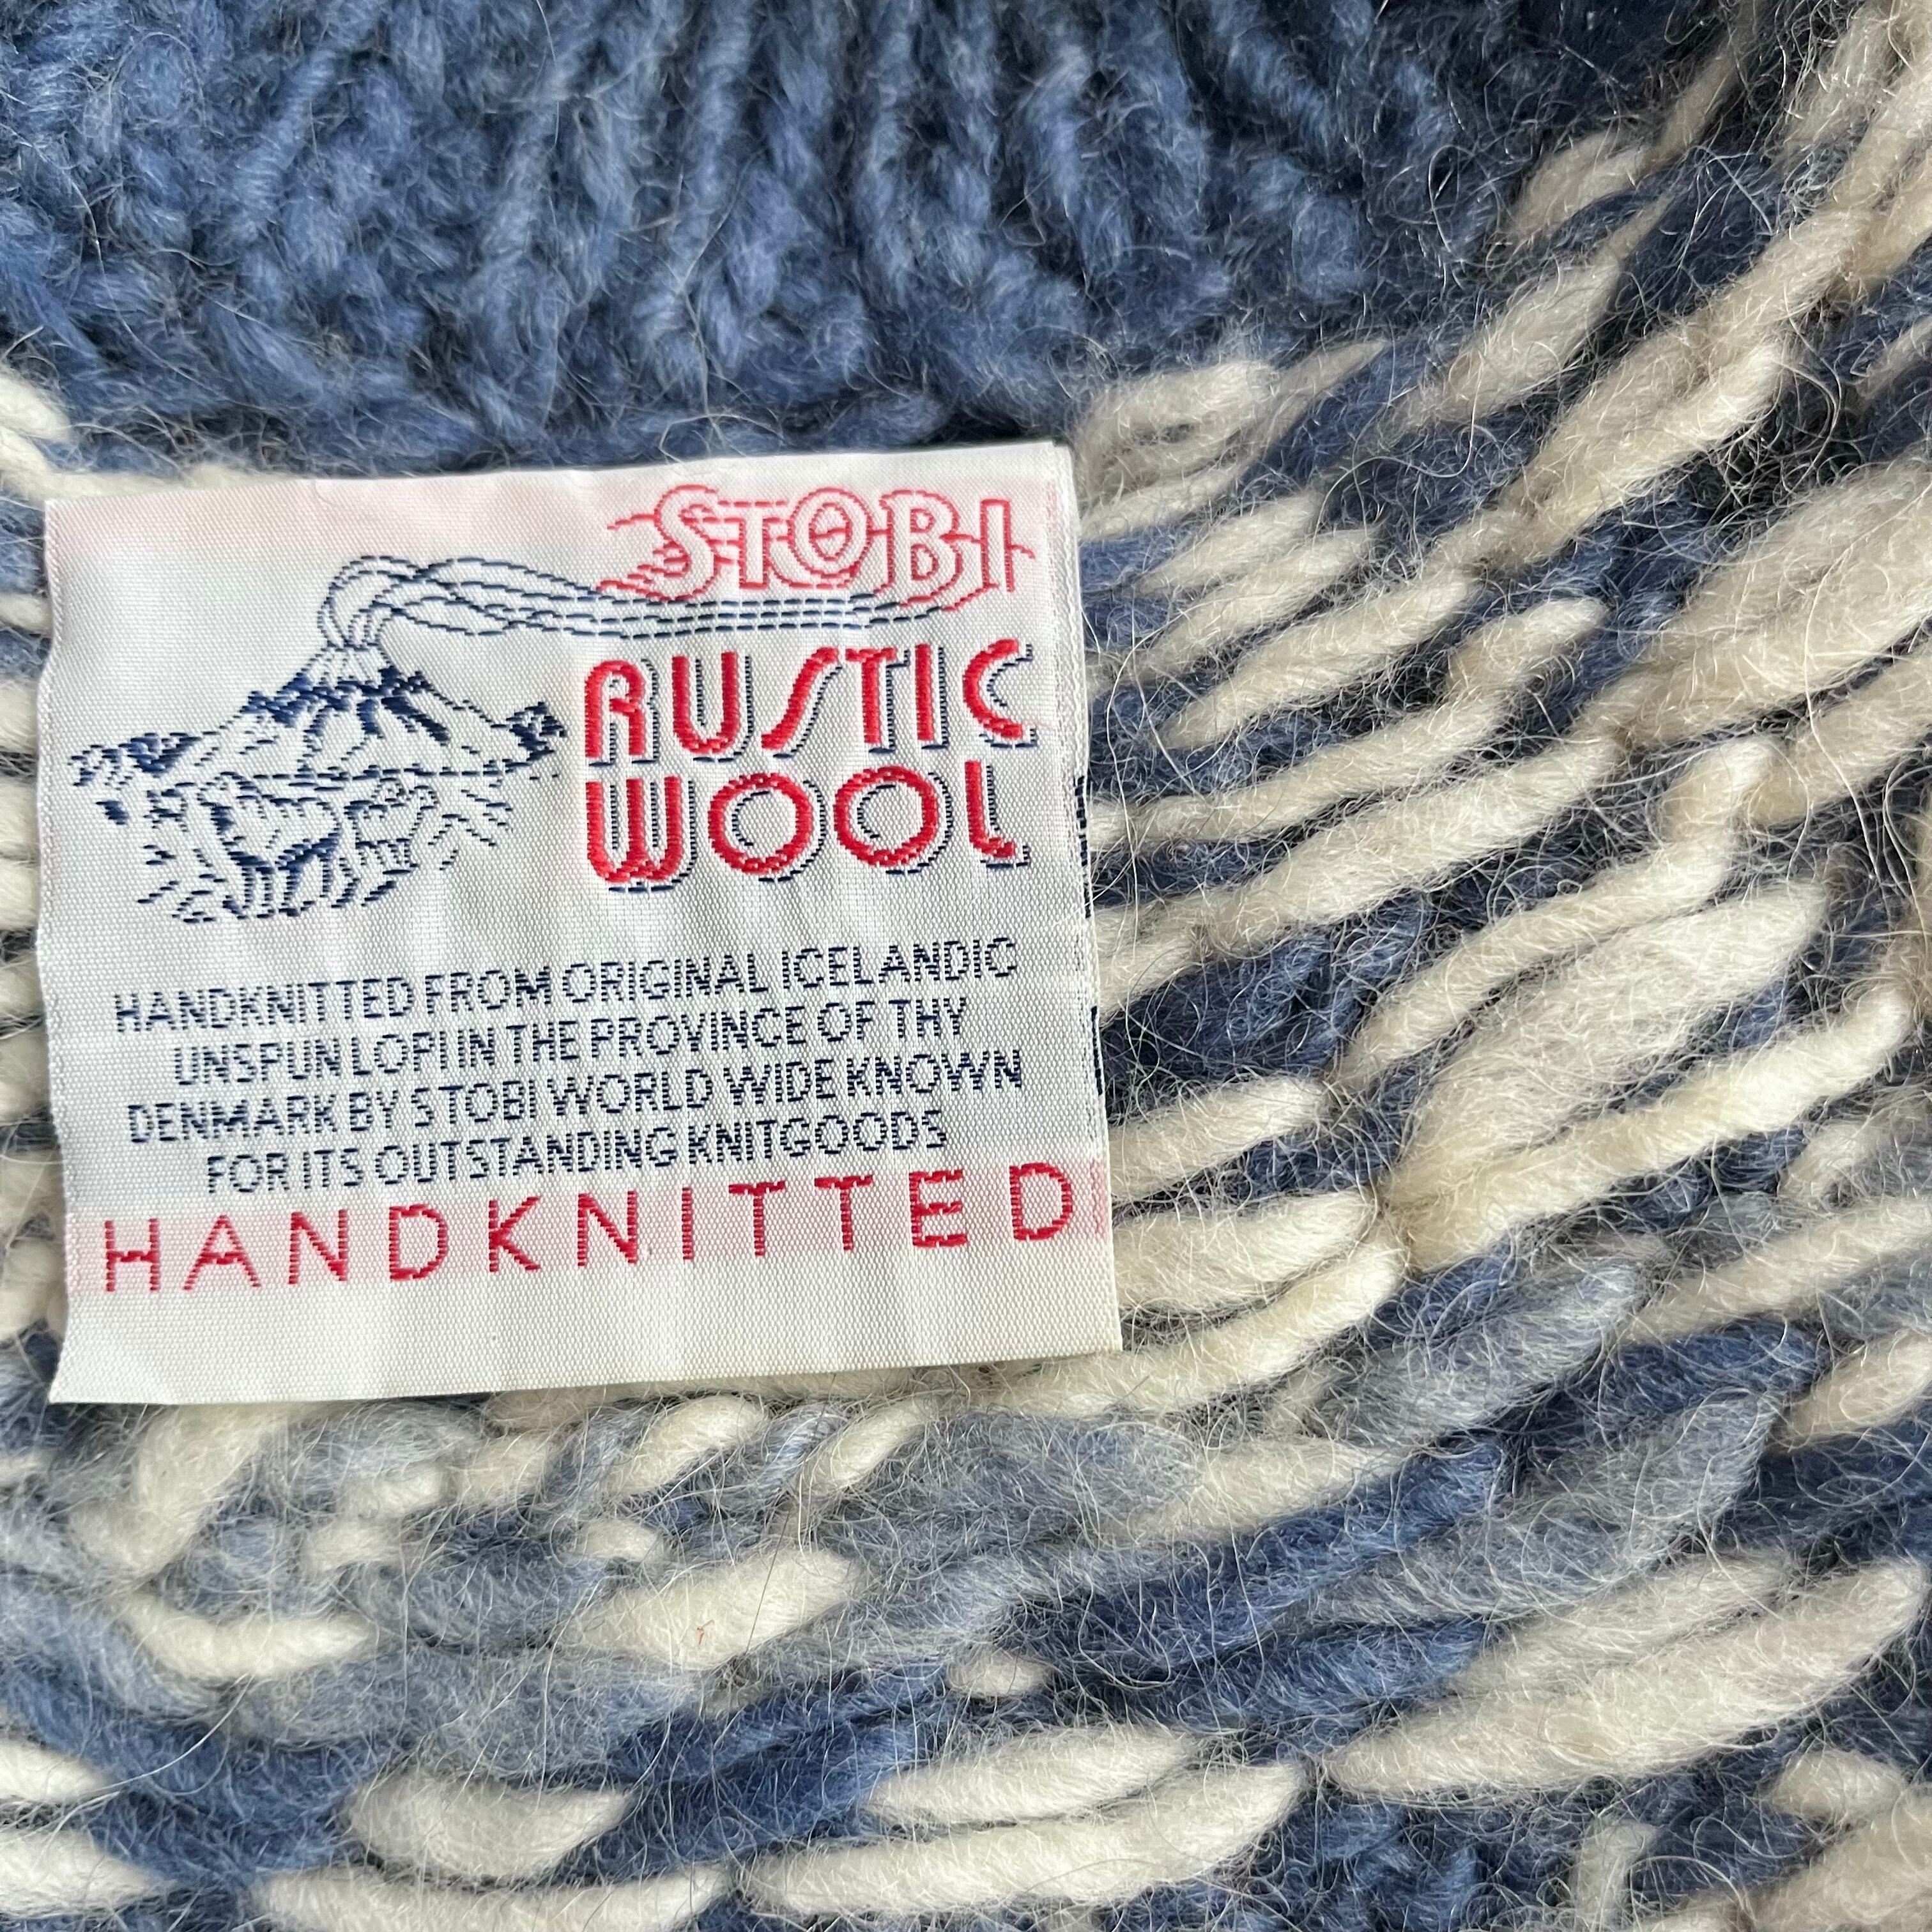 STOBI
RUSTIC
WOOL
HANDKNITTED FROM ORIGINAL ICELANDIC
UNSPUN LOPI IN THE PROVINCE OF THY
DENMARK BY STOBI WORLD WIDE KNOWN
FOR ITS OUTSTANDING KNITGOODS
HANDKNITTED